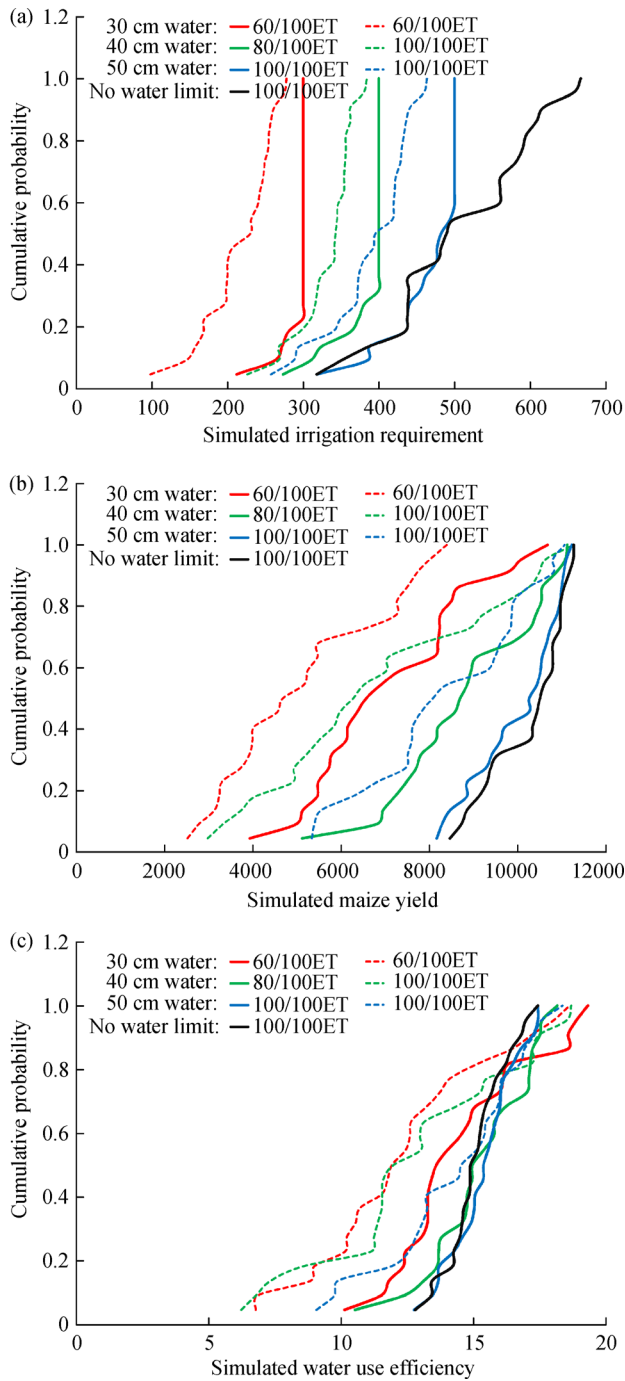 (a)
30 cm water: 60/100ET 60/100ET
40 cm water: 80/100ET 100/100ET
50 cm water: 100/100ET 100/100ET
No water limit: 100/100ET
Cumulative probability
1.0
0.8
0.6
0.4
0.2
0
100 200 300 400 500 600 700
Simulated irrigation requirement
(b)
1.2
30 cm water: 60/100ET 60/100ET
40 cm water: 80/100ET 100/100ET
50 cm water: 100/100ET 100/100ET
No water limit: 100/100ET
Cumulative probability
1.0
0.8
0.6
0.4
0.2
0
0 2000 4000 6000 8000 10000 12000
Simulated maize yield
(c)
1.2
30 cm water: 60/100ET 60/100ET
40 cm water: 80/100ET 100/100ET
50 cm water: 100/100ET 100/100ET
No water limit: 100/100ET
Cumulative probability
1.0
0.8
0.6
0.4
0.2
0
0 5 10 15 20
Simulated water use efficiency